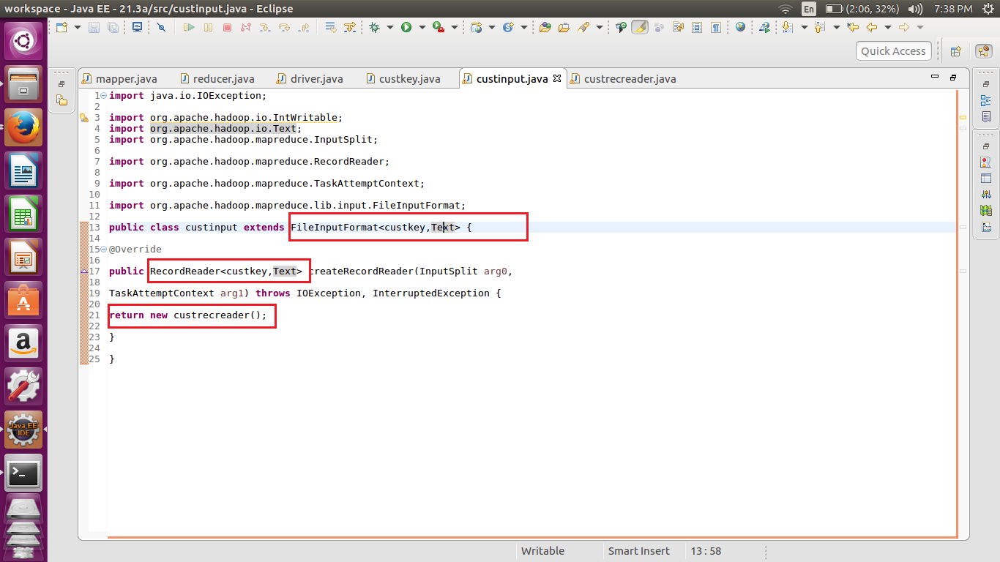 workspace - Java EE - 21.3a/src/custinput.java - Eclipse
En (2:06, 32%) 7:38 PM
Quick Access
mapper.java reducer.java driver.java custkey.java custinput.java custrecreader.java
1 import java.io.IOException;
2
3 import org.apache.hadoop.io.IntWritable;
4 import org.apache.hadoop.io.Text;
5 import org.apache.hadoop.mapreduce.InputSplit;
6
7 import org.apache.hadoop.mapreduce.RecordReader;
8
9 import org.apache.hadoop.mapreduce.TaskAttemptContext;
10
11 import org.apache.hadoop.mapreduce.lib.input.FileInputFormat;
12
13 public class custinput extends FileInputFormat<custkey,Text> {
14
15 @Override
16
17 public RecordReader<custkey,Text> createRecordReader(InputSplit arg0,
18
19 TaskAttemptContext arg1) throws IOException, InterruptedException {
20
21 return new custrecreader();
22
23 }
24
25 }
Java EE
IDE
Writable Smart Insert 13 : 58